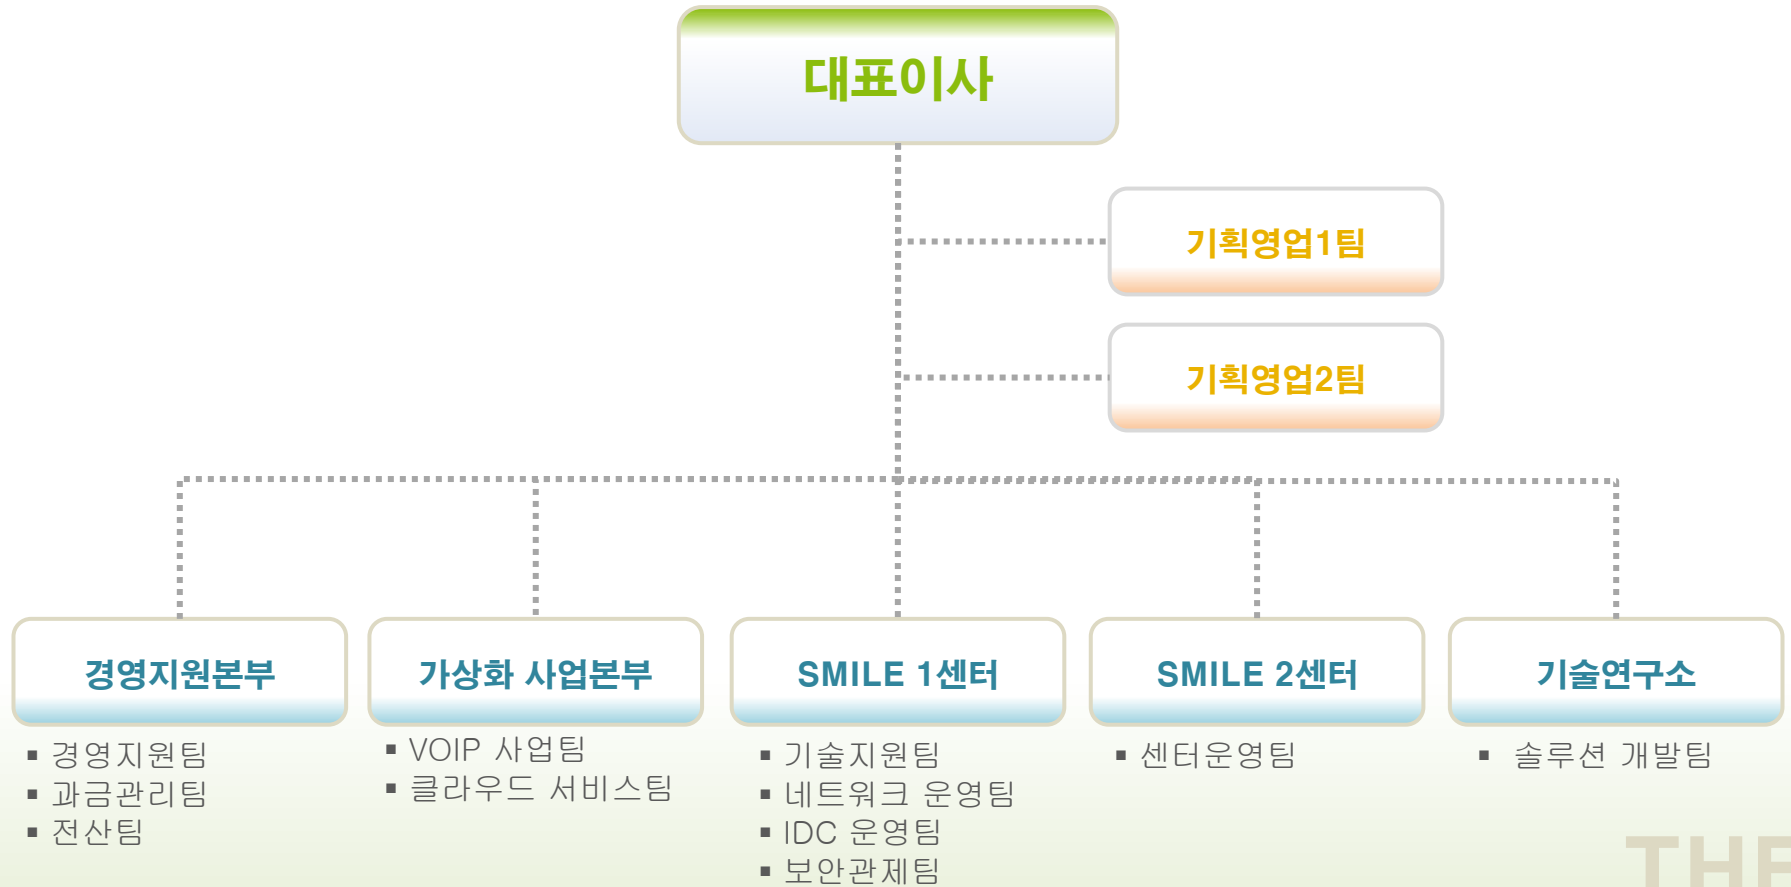 대표이사
기획영업1팀
기획영업2팀
경영지원본부
▪ 경영지원팀
▪ 과금관리팀
▪ 전산팀
가상화 사업본부
▪ VOIP 사업팀
▪ 클라우드 서비스팀
SMILE 1센터
▪ 기술지원팀
▪ 네트워크 운영팀
▪ IDC 운영팀
▪ 보안관제팀
SMILE 2센터
▪ 센터운영팀
기술연구소
▪ 솔루션 개발팀
THE